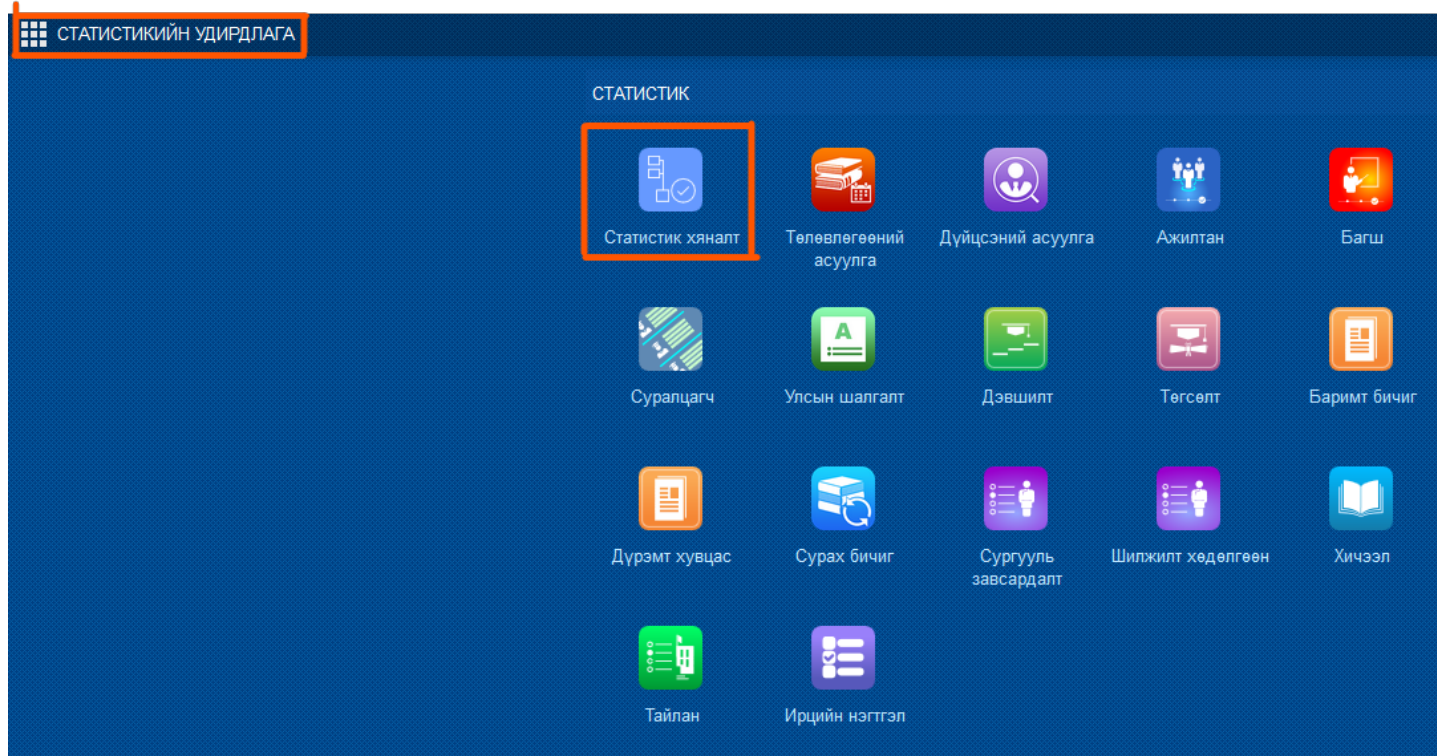 СТАТИСТИКИЙН УДИРДЛАГА
СТАТИСТИК
Статистик хяналт
Төлөвлөгөөний
асуулга
Дүйцсэний асуулга
Ажилтан
Багш
Суралцагч
Улсын шалгалт
Дэвшилт
Төгсөлт
Баримт бичиг
Дүрэмт хувцас
Сурах бичиг
Сургууль
завсардалт
Шилжилт хөдөлгөөн
Хичээл
Тайлан
Ирцийн нэгтгэл